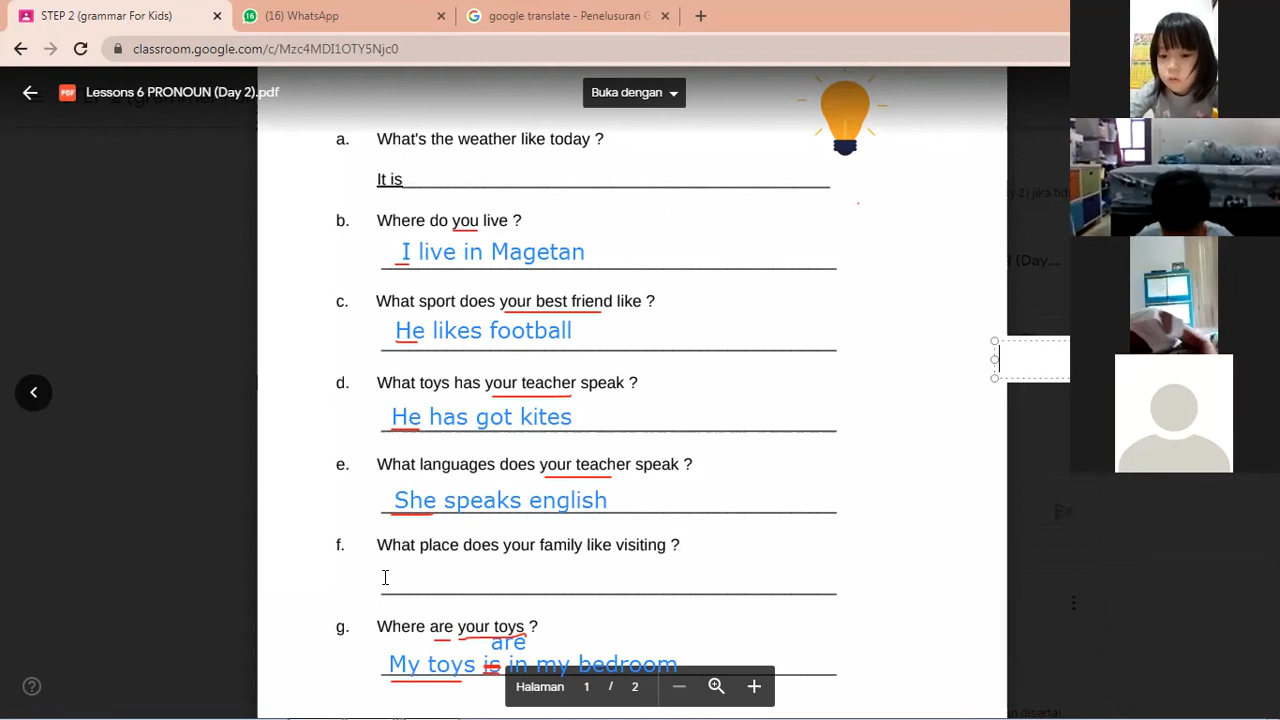 STEP 2 (grammar For Kids)
(16) WhatsApp
google translate - Penelusuran G
classroom.google.com/c/Mzc4MDI1OTY5Njc0
PDF Lessons 6 PRONOUN (Day 2).pdf
Buka dengan
a. What's the weather like today ?
It is
b. Where do you live ?
I live in Magetan
c. What sport does your best friend like ?
He likes football
d. What toys has your teacher speak ?
He has got kites
e. What languages does your teacher speak ?
She speaks english
f. What place does your family like visiting ?
g. Where are your toys ?
are
My toys is in my bedroom
Halaman 1 / 2